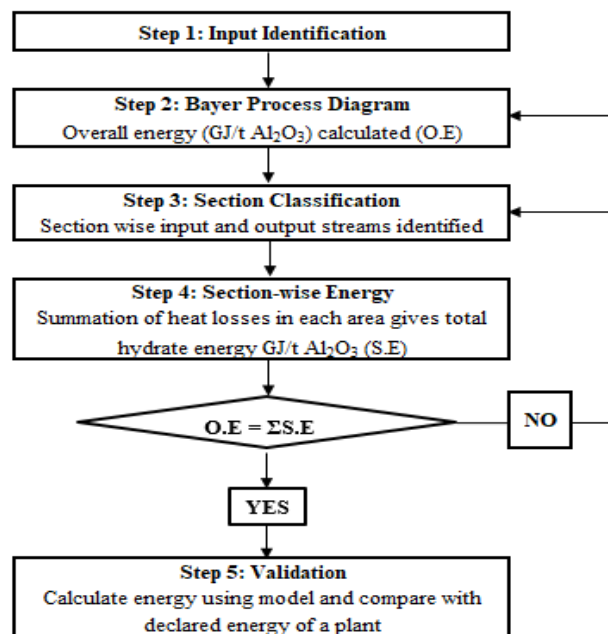 Step 1: Input Identification
Step 2: Bayer Process Diagram
Overall energy (GJ/t Al₂O₃) calculated (O.E)
Step 3: Section Classification
Section wise input and output streams identified
Step 4: Section-wise Energy
Summation of heat losses in each area gives total
hydrate energy GJ/t Al₂O₃ (S.E)
O.E = ΣS.E
NO
YES
Step 5: Validation
Calculate energy using model and compare with
declared energy of a plant